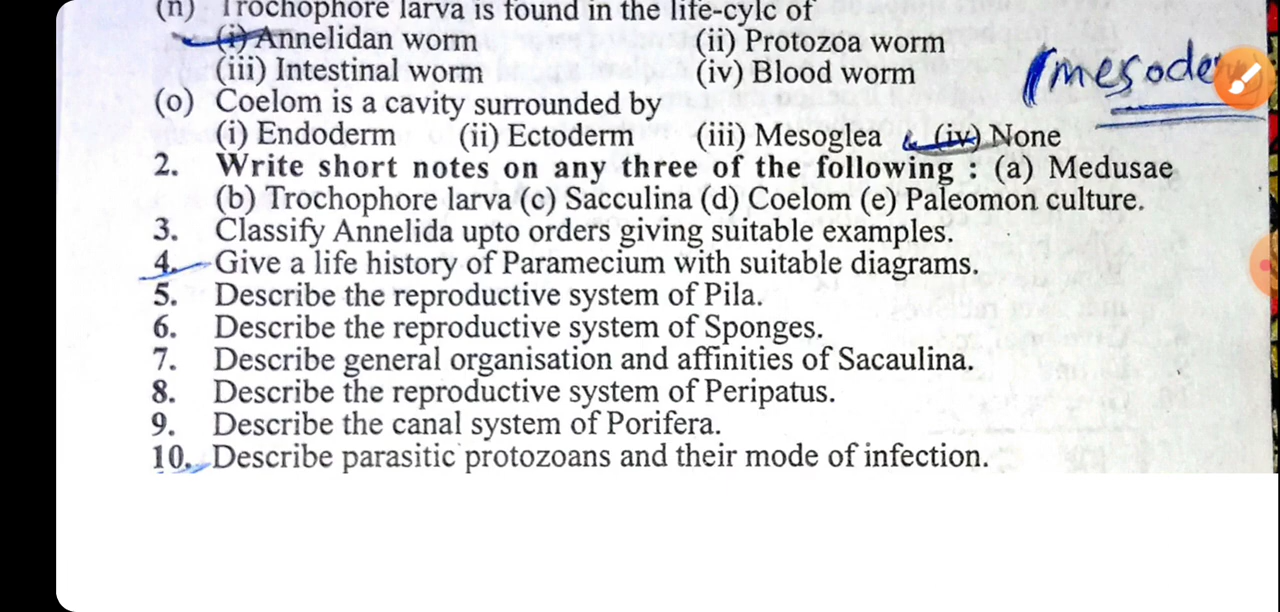 (n) Trochophore larva is found in the life-cylc of
(i) Annelidan worm (ii) Protozoa worm
(iii) Intestinal worm (iv) Blood worm
(mesode
(o) Coelom is a cavity surrounded by
(i) Endoderm (ii) Ectoderm (iii) Mesoglea (iv) None
2. Write short notes on any three of the following : (a) Medusae
(b) Trochophore larva (c) Sacculina (d) Coelom (e) Paleomon culture.
3. Classify Annelida upto orders giving suitable examples.
4. Give a life history of Paramecium with suitable diagrams.
5. Describe the reproductive system of Pila.
6. Describe the reproductive system of Sponges.
7. Describe general organisation and affinities of Sacaulina.
8. Describe the reproductive system of Peripatus.
9. Describe the canal system of Porifera.
10. Describe parasitic protozoans and their mode of infection.